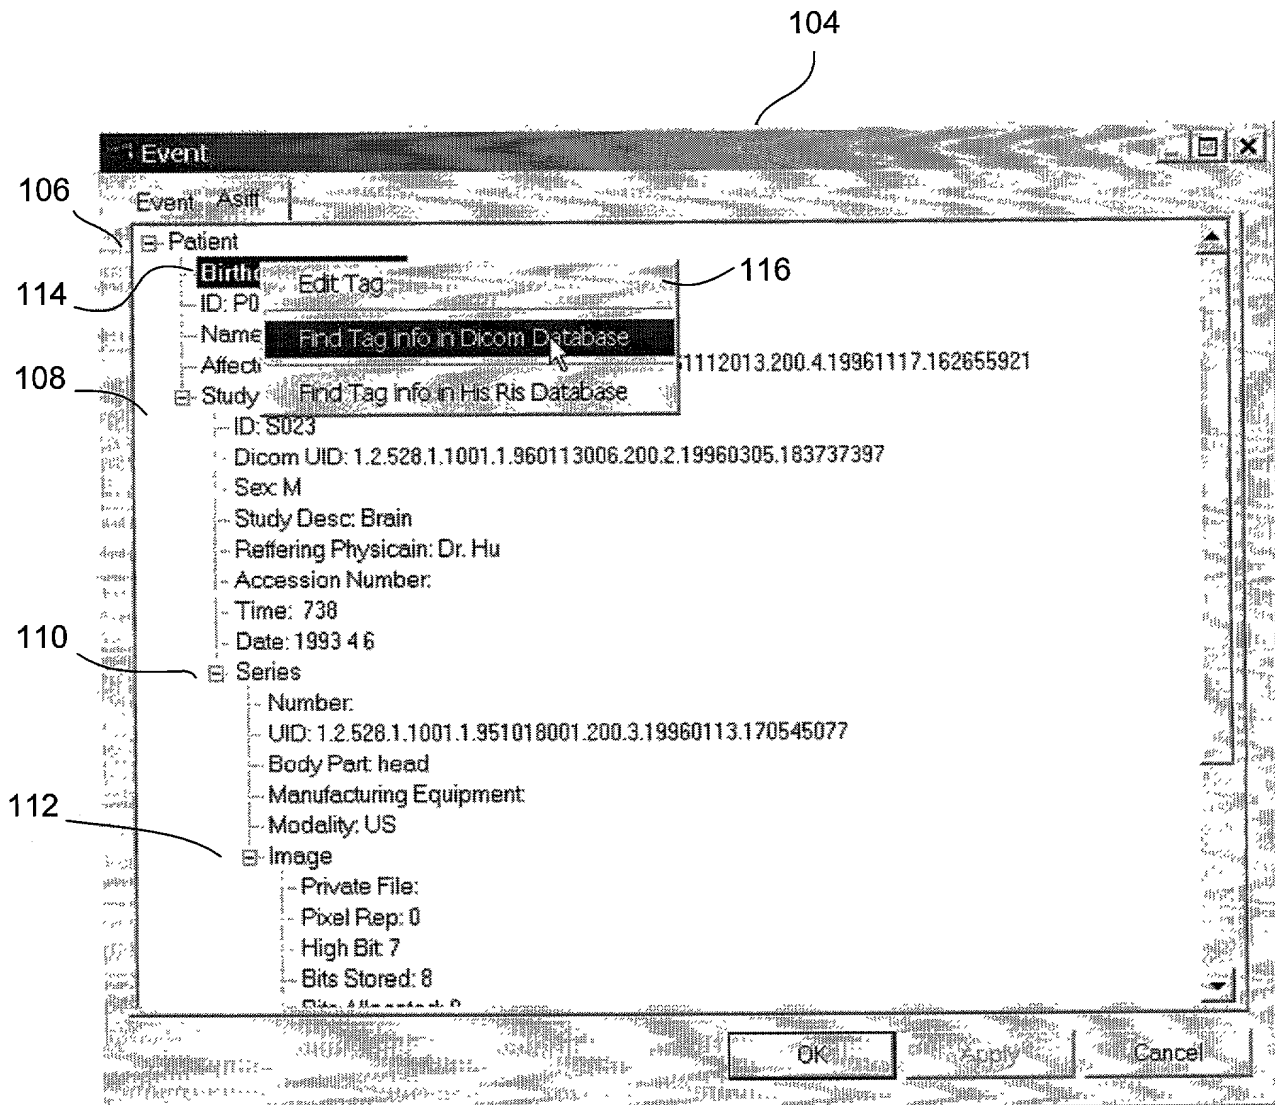 104
Event
106
Event Asiff
Patient
Birth
114
Edit Tag
116
ID: P0
Find Tag info in Dicom Database
Name
Affecti
1112013.200.4.19961117.162655921
108
Study
Find Tag info in His Ris Database
ID: S023
Dicom UID: 1.2.528.1.1001.1.960113006.200.2.19960305.183737397
Sex: M
Study Desc: Brain
Reffering Physicain: Dr. Hu
Accession Number:
Time: 738
Date: 1993 4 6
110
Series
Number:
UID: 1.2.528.1.1001.1.951018001.200.3.19960113.170545077
Body Part: head
Manufacturing Equipment:
Modality: US
112
Image
Private File:
Pixel Rep: 0
High Bit: 7
Bits Stored: 8
OK
Apply
Cancel